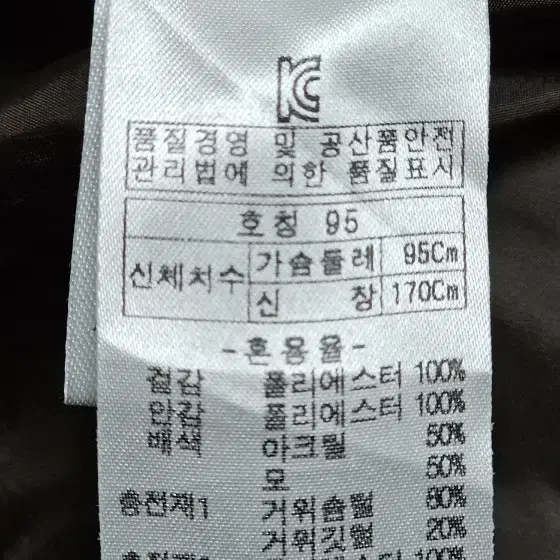 KC
품질경영 및 공산품안전
관리법에 의한 품질표시
호칭 95
신체치수 가슴둘레 95Cm
신 장 170Cm
-혼용율-
겉감 폴리에스터 100%
안감 폴리에스터 100%
배색 아크릴 50%
모 50%
충전재1 거위솜털 80%
거위깃털 20%
100%